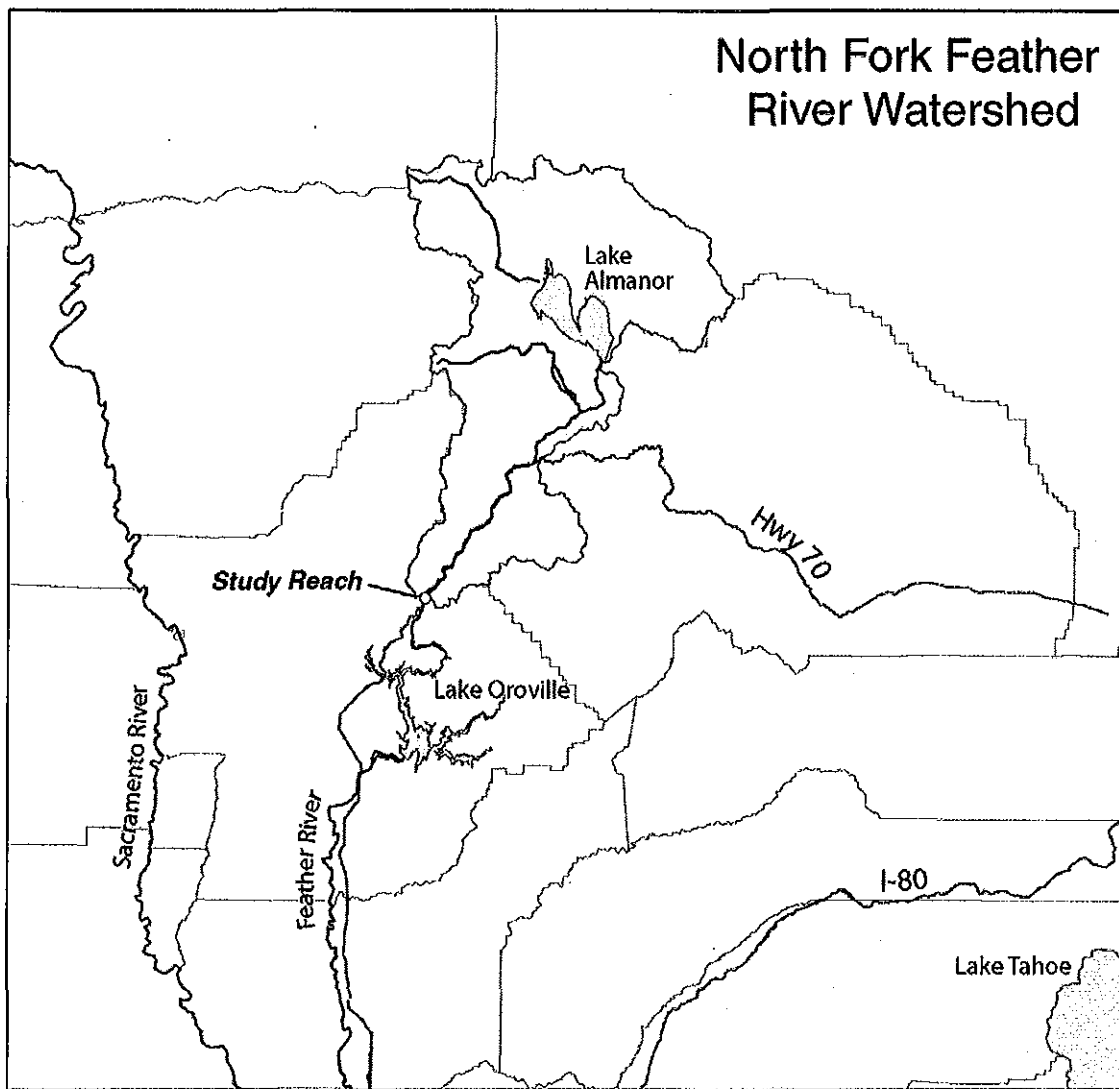 North Fork Feather
River Watershed
Lake
Almanor
Hwy 70
Study Reach
Lake Oroville
Sacramento River
Feather River
I-80
Lake Tahoe